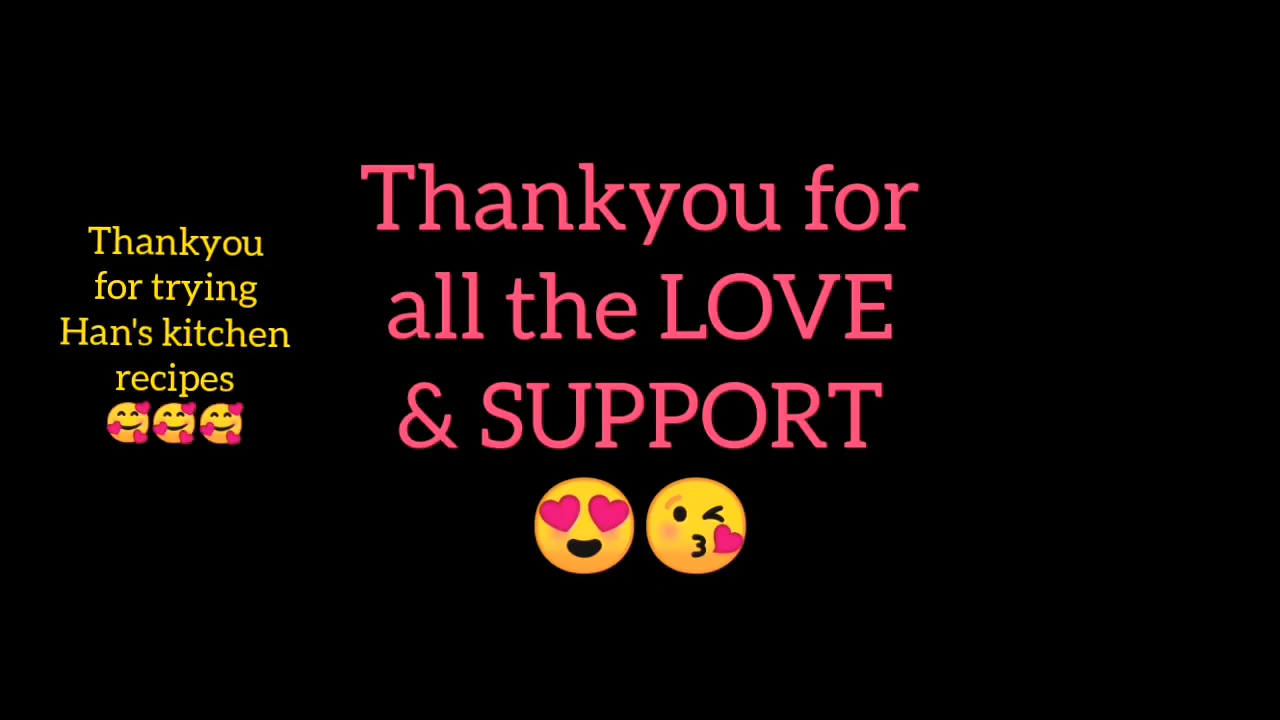 Thankyou
for trying
Han's kitchen
recipes
🥰🥰🥰
Thankyou for
all the LOVE
& SUPPORT
😍😘